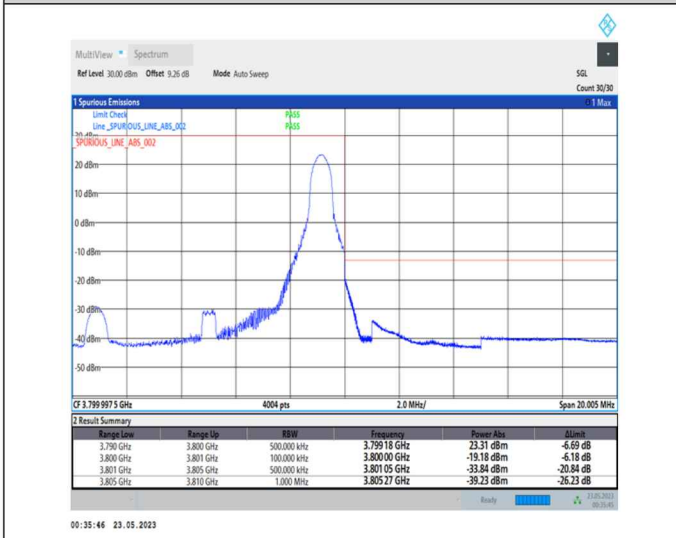 MultiView Spectrum
Ref Level 30.00 dBm Offset 9.26 dB Mode Auto Sweep SGL
Count 30/30
1 Spurious Emissions 1 Max
Limit Check PASS
Line _SPURIOUS_LINE_ABS_002 PASS
SPURIOUS_LINE_ABS_002
20 dBm
10 dBm
0 dBm
-10 dBm
-20 dBm
-30 dBm
-40 dBm
-50 dBm
CF 3.799 997 5 GHz 4004 pts 2.0 MHz/ Span 20.005 MHz
2 Result Summary
Range Low Range Up RBW Frequency Power Abs ΔLimit
3.790 GHz 3.800 GHz 500.000 kHz 3.799 18 GHz 23.31 dBm -6.69 dB
3.800 GHz 3.801 GHz 100.000 kHz 3.800 00 GHz -19.18 dBm -6.18 dB
3.801 GHz 3.805 GHz 500.000 kHz 3.801 05 GHz -33.84 dBm -20.84 dB
3.805 GHz 3.810 GHz 1.000 MHz 3.805 27 GHz -39.23 dBm -26.23 dB
Ready 23.05.2023
00:35:45
00:35:46 23.05.2023